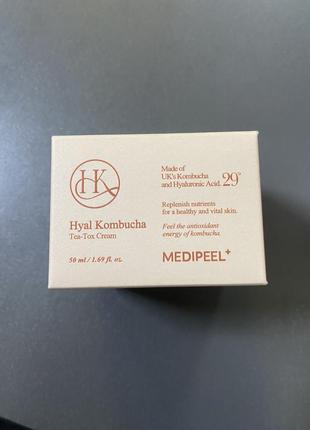 HK
Hyal Kombucha
Tea-Tox Cream
50 ml / 1.69 fl. oz.
Made of
UK's Kombucha
and Hyaluronic Acid. 29°
Replenish nutrients
for a healthy and vital skin.
Feel the antioxidant
energy of kombucha.
MEDIPEEL+